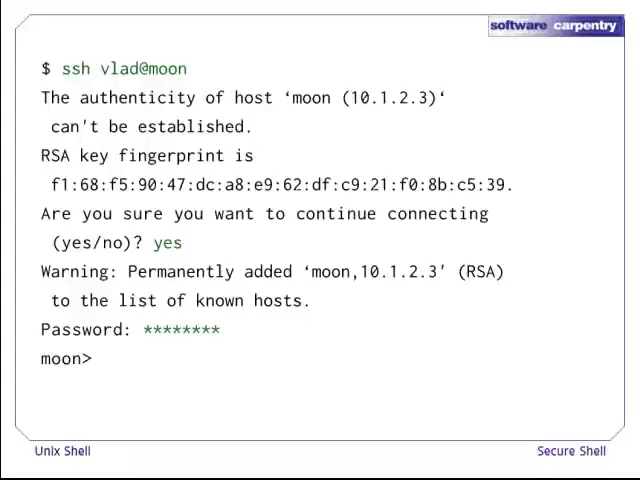 software carpentry
$ ssh vlad@moon
The authenticity of host ‘moon (10.1.2.3)‘
can't be established.
RSA key fingerprint is
f1:68:f5:90:47:dc:a8:e9:62:df:c9:21:f0:8b:c5:39.
Are you sure you want to continue connecting
(yes/no)? yes
Warning: Permanently added ‘moon,10.1.2.3’ (RSA)
to the list of known hosts.
Password: ********
moon>
Unix Shell
Secure Shell